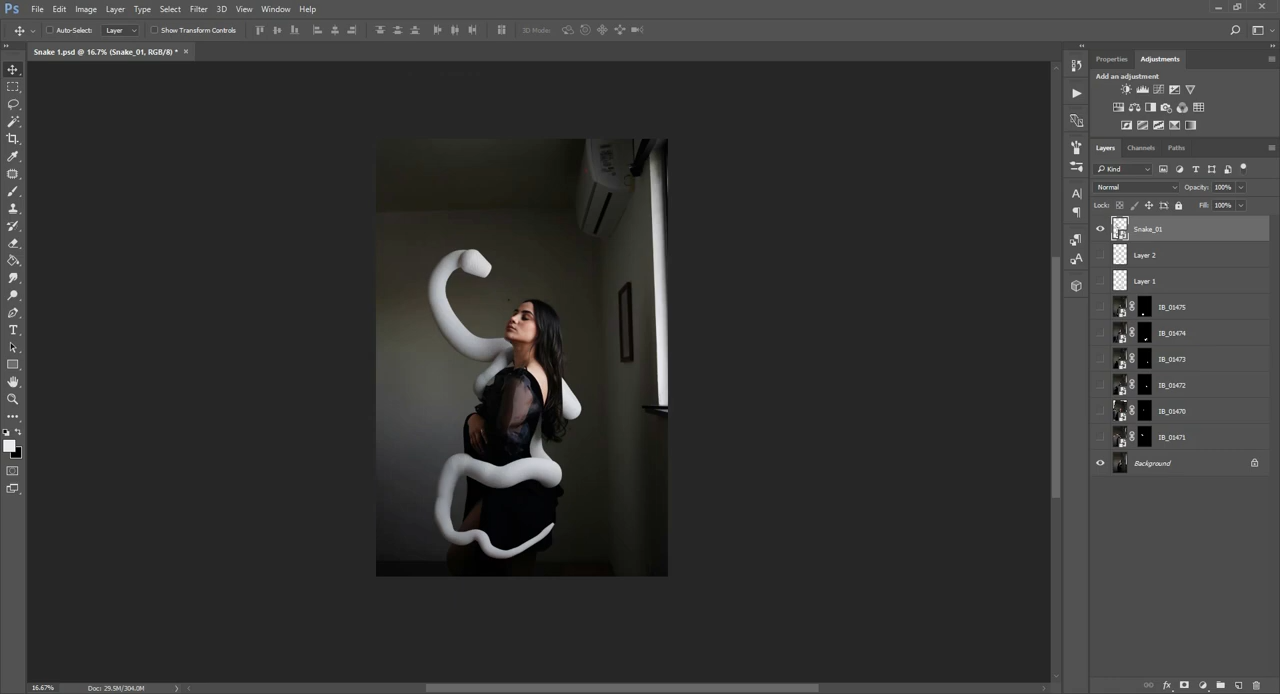 Ps File Edit Image Layer Type Select Filter 3D View Window Help
Auto-Select: Layer Show Transform Controls 3D Mode:
Snake 1.psd @ 16.7% (Snake_01, RGB/8) * ×
Properties Adjustments
Add an adjustment
Layers Channels Paths
Kind
Normal Opacity: 100%
Lock: Fill: 100%
Snake_01
Layer 2
Layer 1
IB_01475
IB_01474
IB_01473
IB_01472
IB_01470
IB_01471
Background
16.67% Doc: 29.5M/304.0M